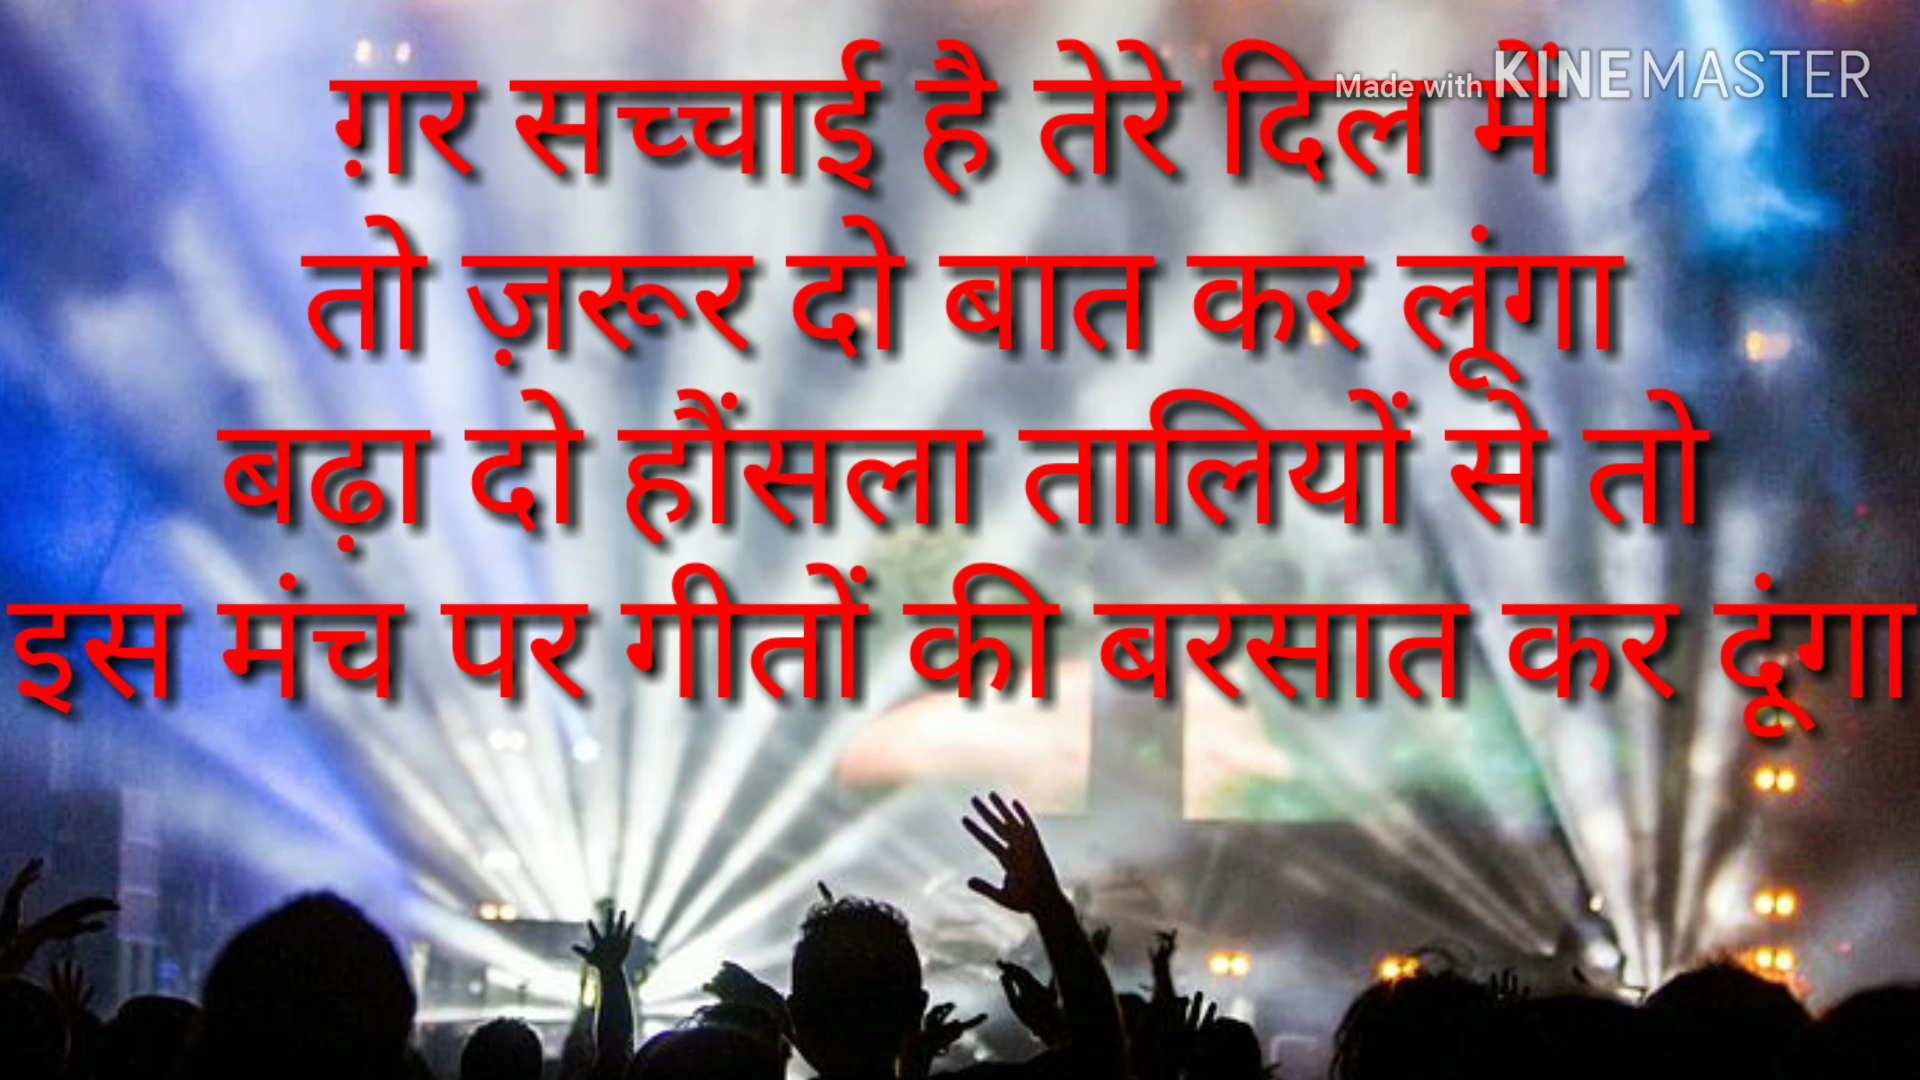 ग़र सच्चाई है तेरे दिल में
Made with KINEMASTER
तो ज़रूर दो बात कर लूंगा
बढ़ा दो हौंसला तालियों से तो
इस मंच पर गीतों की बरसात कर दूंगा